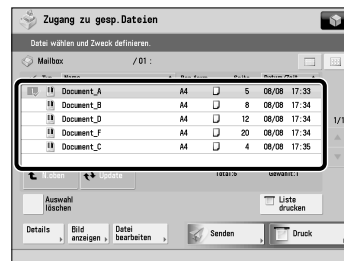 Zugang zu gesp.Dateien
Datei wählen und Zweck definieren.
Mailbox /01 :
Document_A A4 5 08/08 17:33
Document_B A4 8 08/08 17:34
Document_D A4 12 08/08 17:34
Document_F A4 20 08/08 17:34
Document_C A4 4 08/08 17:35
1/1
N.oben Update Total:5 Gewählt:1
Auswahl löschen
Liste drucken
Details
Bild anzeigen
Datei bearbeiten
Senden
Druck